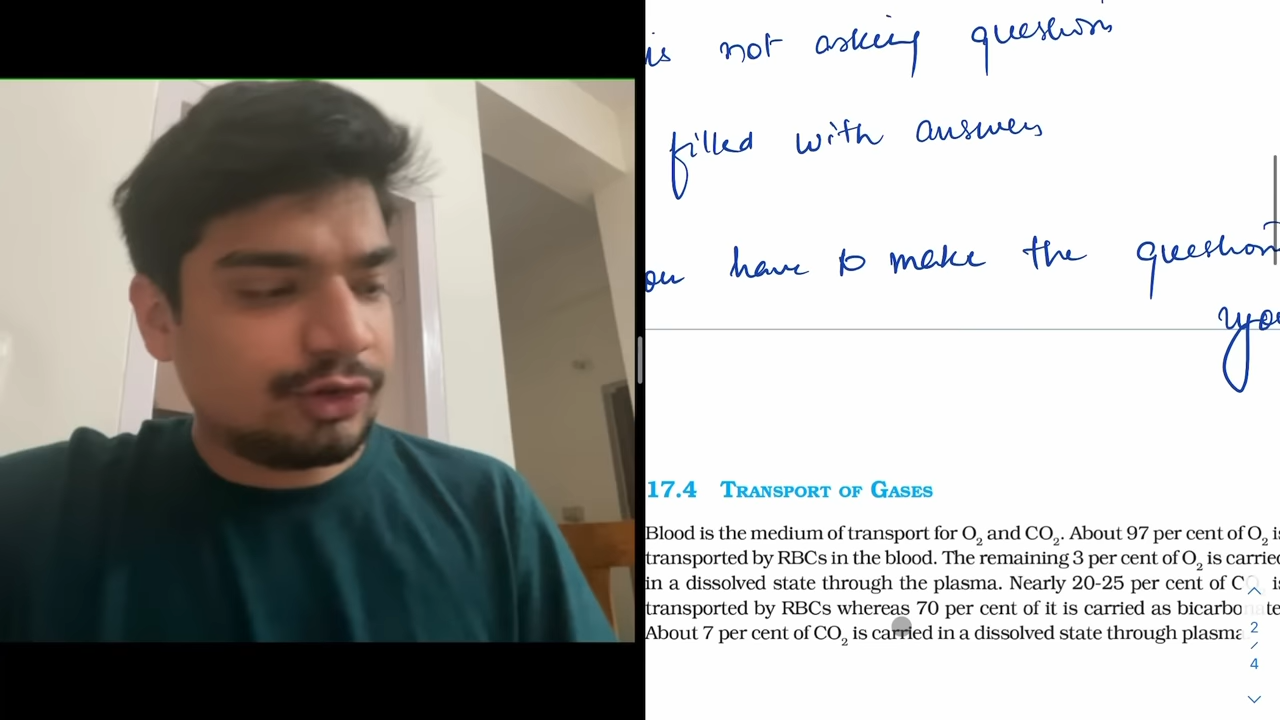 is not asking question
filled with answers
have to make the question
17.4 TRANSPORT OF GASES
Blood is the medium of transport for O₂ and CO₂. About 97 per cent of O₂ is
transported by RBCs in the blood. The remaining 3 per cent of O₂ is carried
in a dissolved state through the plasma. Nearly 20-25 per cent of
transported by RBCs whereas 70 per cent of it is carried as
About 7 per cent of CO₂ is carried in a dissolved state through plasma
2
/
4